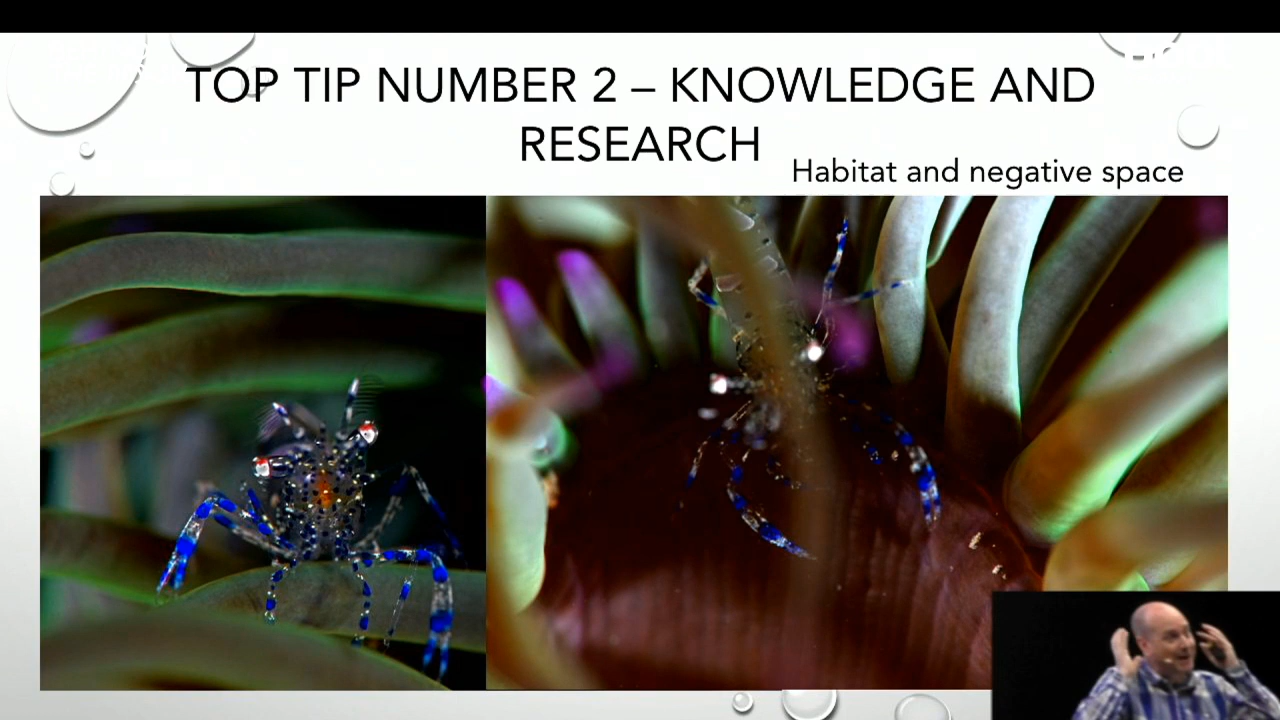 TOP TIP NUMBER 2 – KNOWLEDGE AND
RESEARCH
Habitat and negative space